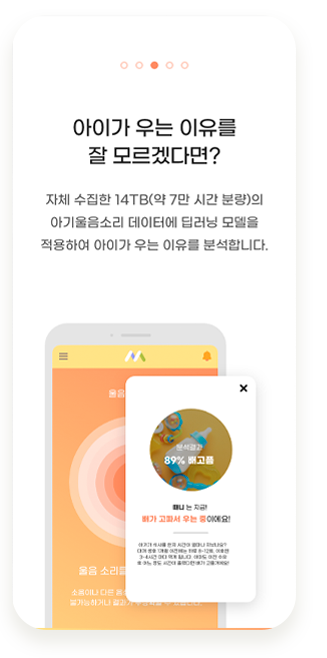 아이가 우는 이유를
잘 모르겠다면?
자체 수집한 14TB(약 7만 시간 분량)의
아기울음소리 데이터에 딥러닝 모델을
적용하여 아이가 우는 이유를 분석합니다.
울음
분석결과
89% 배고픔
는 지금!
배가 고파서 우는 중이에요!
울음 소리를